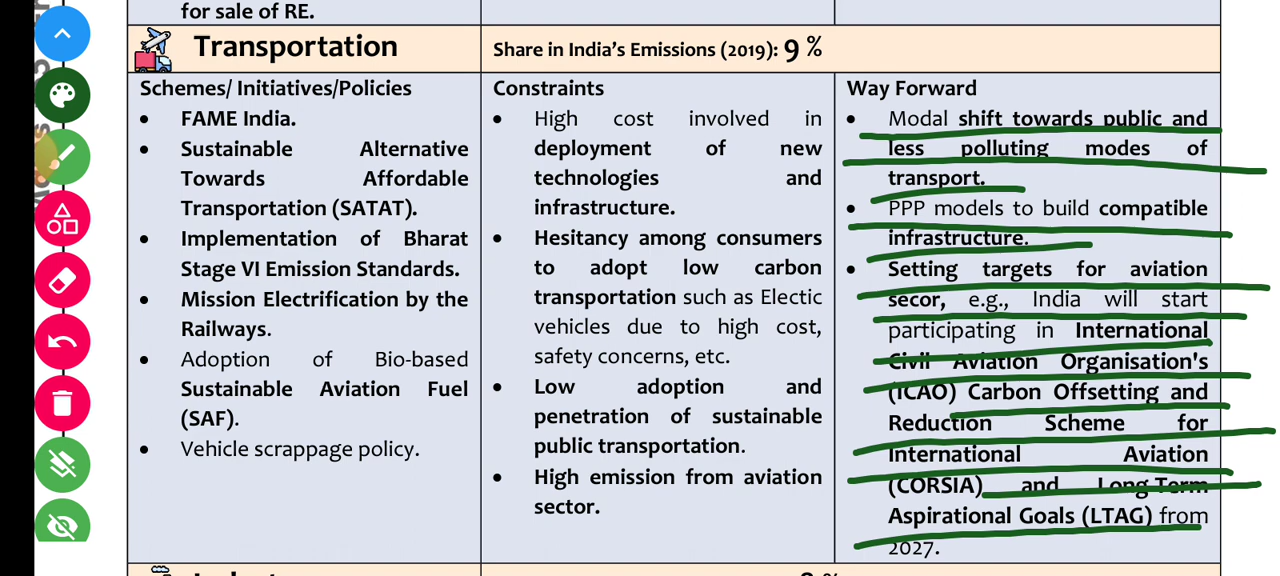 for sale of RE.
Transportation
Share in India's Emissions (2019): 9 %
Schemes/ Initiatives/Policies
• FAME India.
• Sustainable Alternative
Towards Affordable
Transportation (SATAT).
• Implementation of Bharat
Stage VI Emission Standards.
• Mission Electrification by the
Railways.
• Adoption of Bio-based
Sustainable Aviation Fuel
(SAF).
• Vehicle scrappage policy.
Constraints
• High cost involved in
deployment of new
technologies and
infrastructure.
• Hesitancy among consumers
to adopt low carbon
transportation such as Electic
vehicles due to high cost,
safety concerns, etc.
• Low adoption and
penetration of sustainable
public transportation.
• High emission from aviation
sector.
Way Forward
• Modal shift towards public and
less polluting modes of
transport.
• PPP models to build compatible
infrastructure.
• Setting targets for aviation
secor, e.g., India will start
participating in International
Civil Aviation Organisation's
(ICAO) Carbon Offsetting and
Reduction Scheme for
International Aviation
(CORSIA) and Long-Term
Aspirational Goals (LTAG) from
2027.